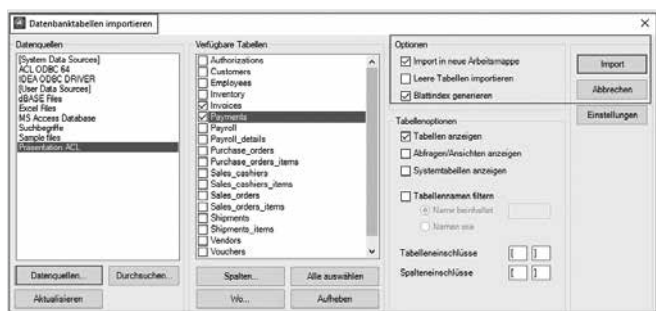 Datenbanktabellen importieren
Datenquellen
[System Data Sources]
ACL ODBC 64
IDEA ODBC DRIVER
[User Data Sources]
dBASE Files
Excel Files
MS Access Database
Suchbegriffe
Sample files
Präsentation ACL
Datenquellen...
Durchsuchen...
Aktualisieren
Verfügbare Tabellen
Authorizations
Customers
Employees
Inventory
Invoices
Payments
Payroll
Payroll_details
Purchase_orders
Purchase_orders_items
Sales_cashiers
Sales_cashiers_items
Sales_orders
Sales_orders_items
Shipments
Shipments_items
Vendors
Vouchers
Spalten...
Alle auswählen
Wo...
Aufheben
Optionen
Import in neue Arbeitsmappe
Leere Tabellen importieren
Blattindex generieren
Tabellenoptionen
Tabellen anzeigen
Abfragen/Ansichten anzeigen
Systemtabellen anzeigen
Tabellennamen filtern
Name beinhaltet
Namen wie
Tabelleneinschlüsse [ ]
Spalteneinschlüsse [ ]
Import
Abbrechen
Einstellungen